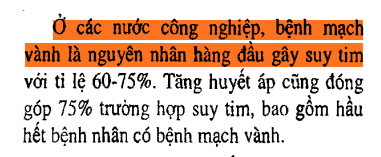 Ở các nước công nghiệp, bệnh mạch
vành là nguyên nhân hàng đầu gây suy tim
với tỉ lệ 60-75%. Tăng huyết áp cũng đóng
góp 75% trường hợp suy tim, bao gồm hầu
hết bệnh nhân có bệnh mạch vành.